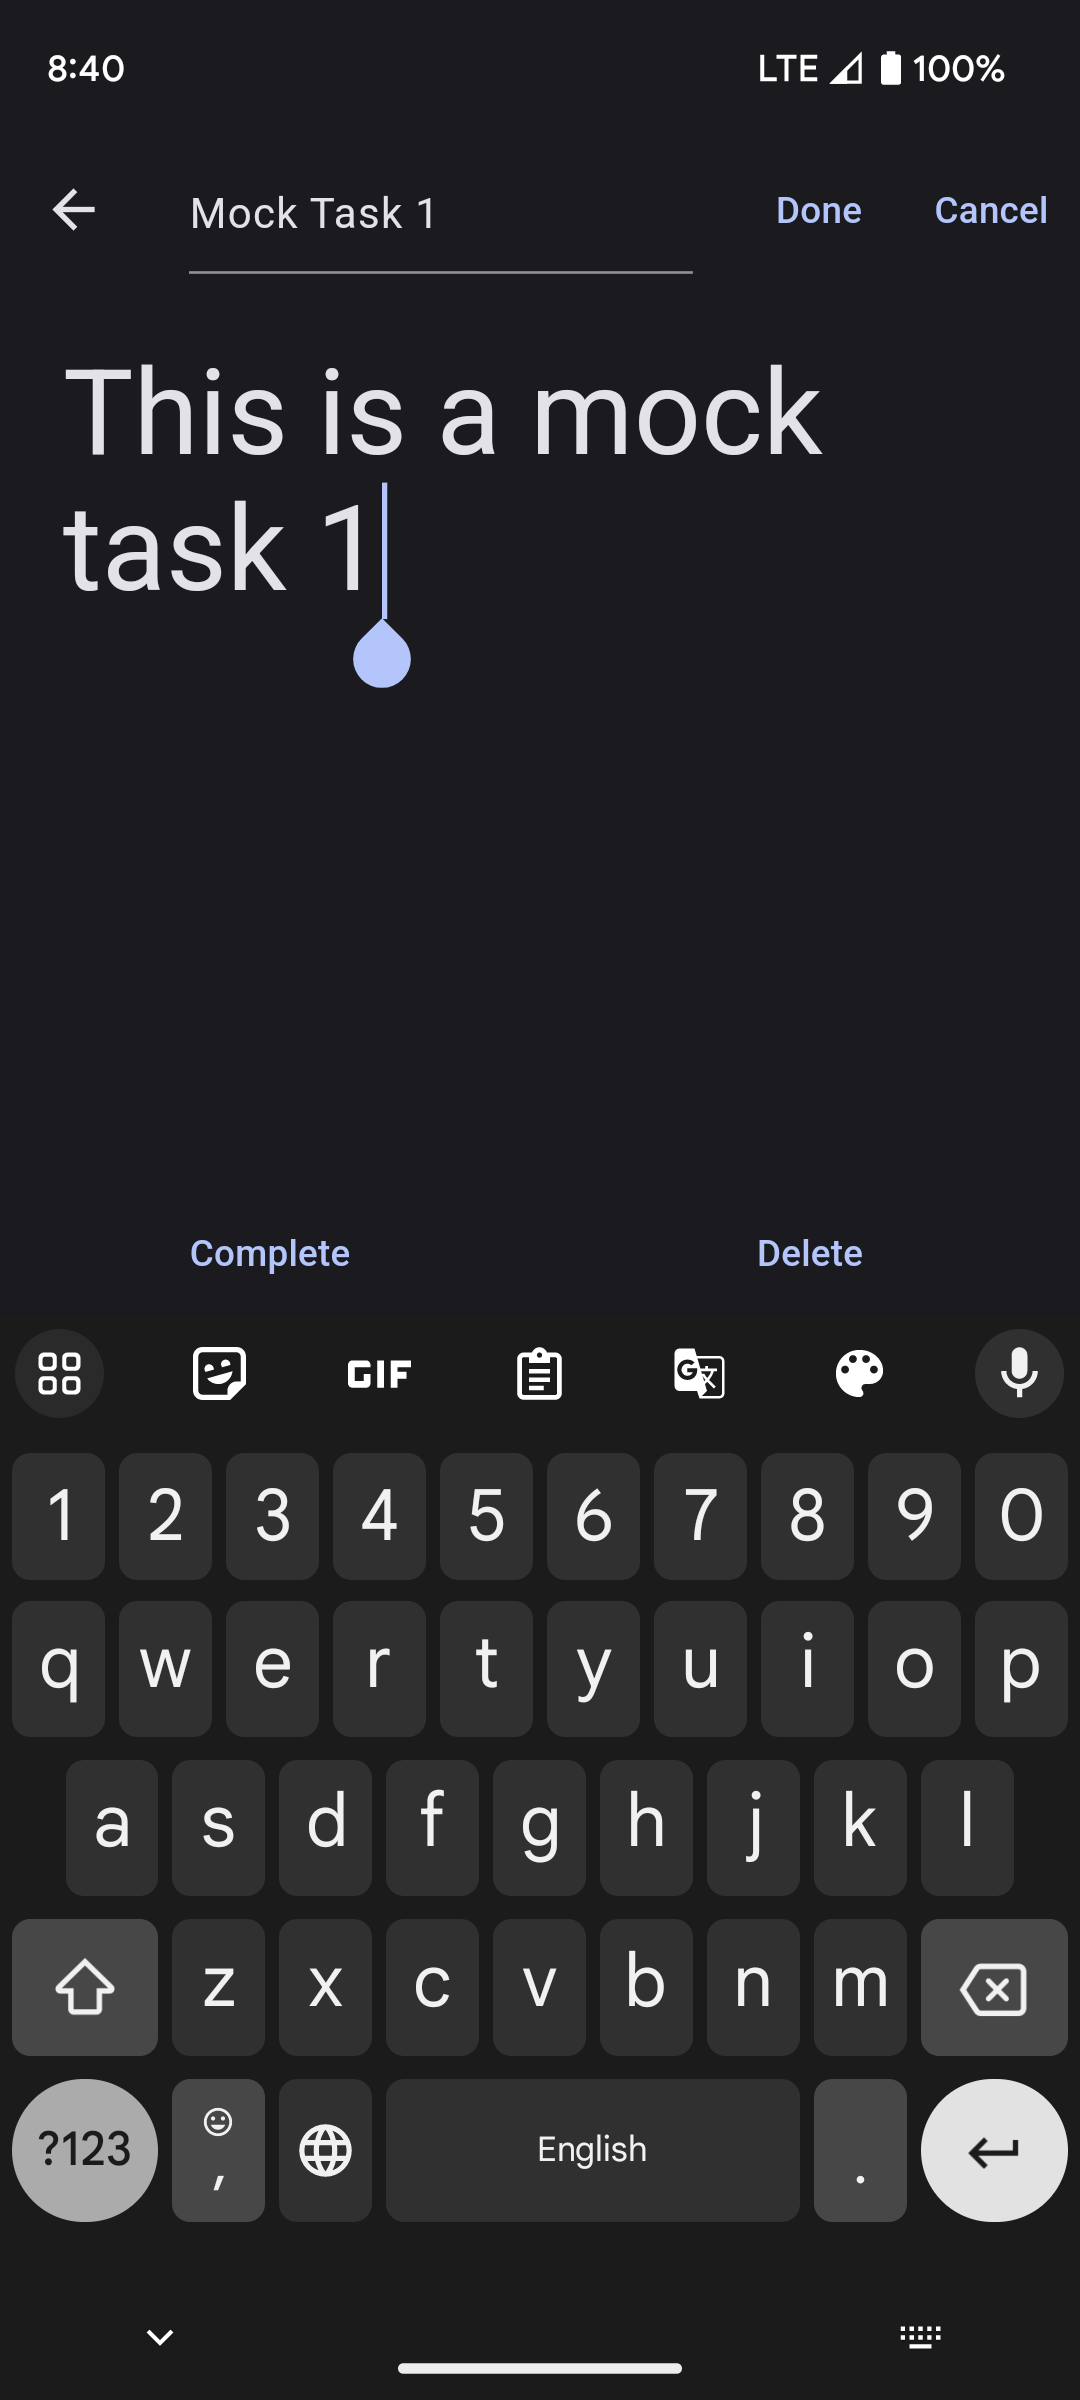 8:40 LTE 100%
Mock Task 1 Done Cancel
This is a mock
task 1
Complete Delete
GIF
1 2 3 4 5 6 7 8 9 0
q w e r t y u i o p
a s d f g h j k l
z x c v b n m
?123 , English .